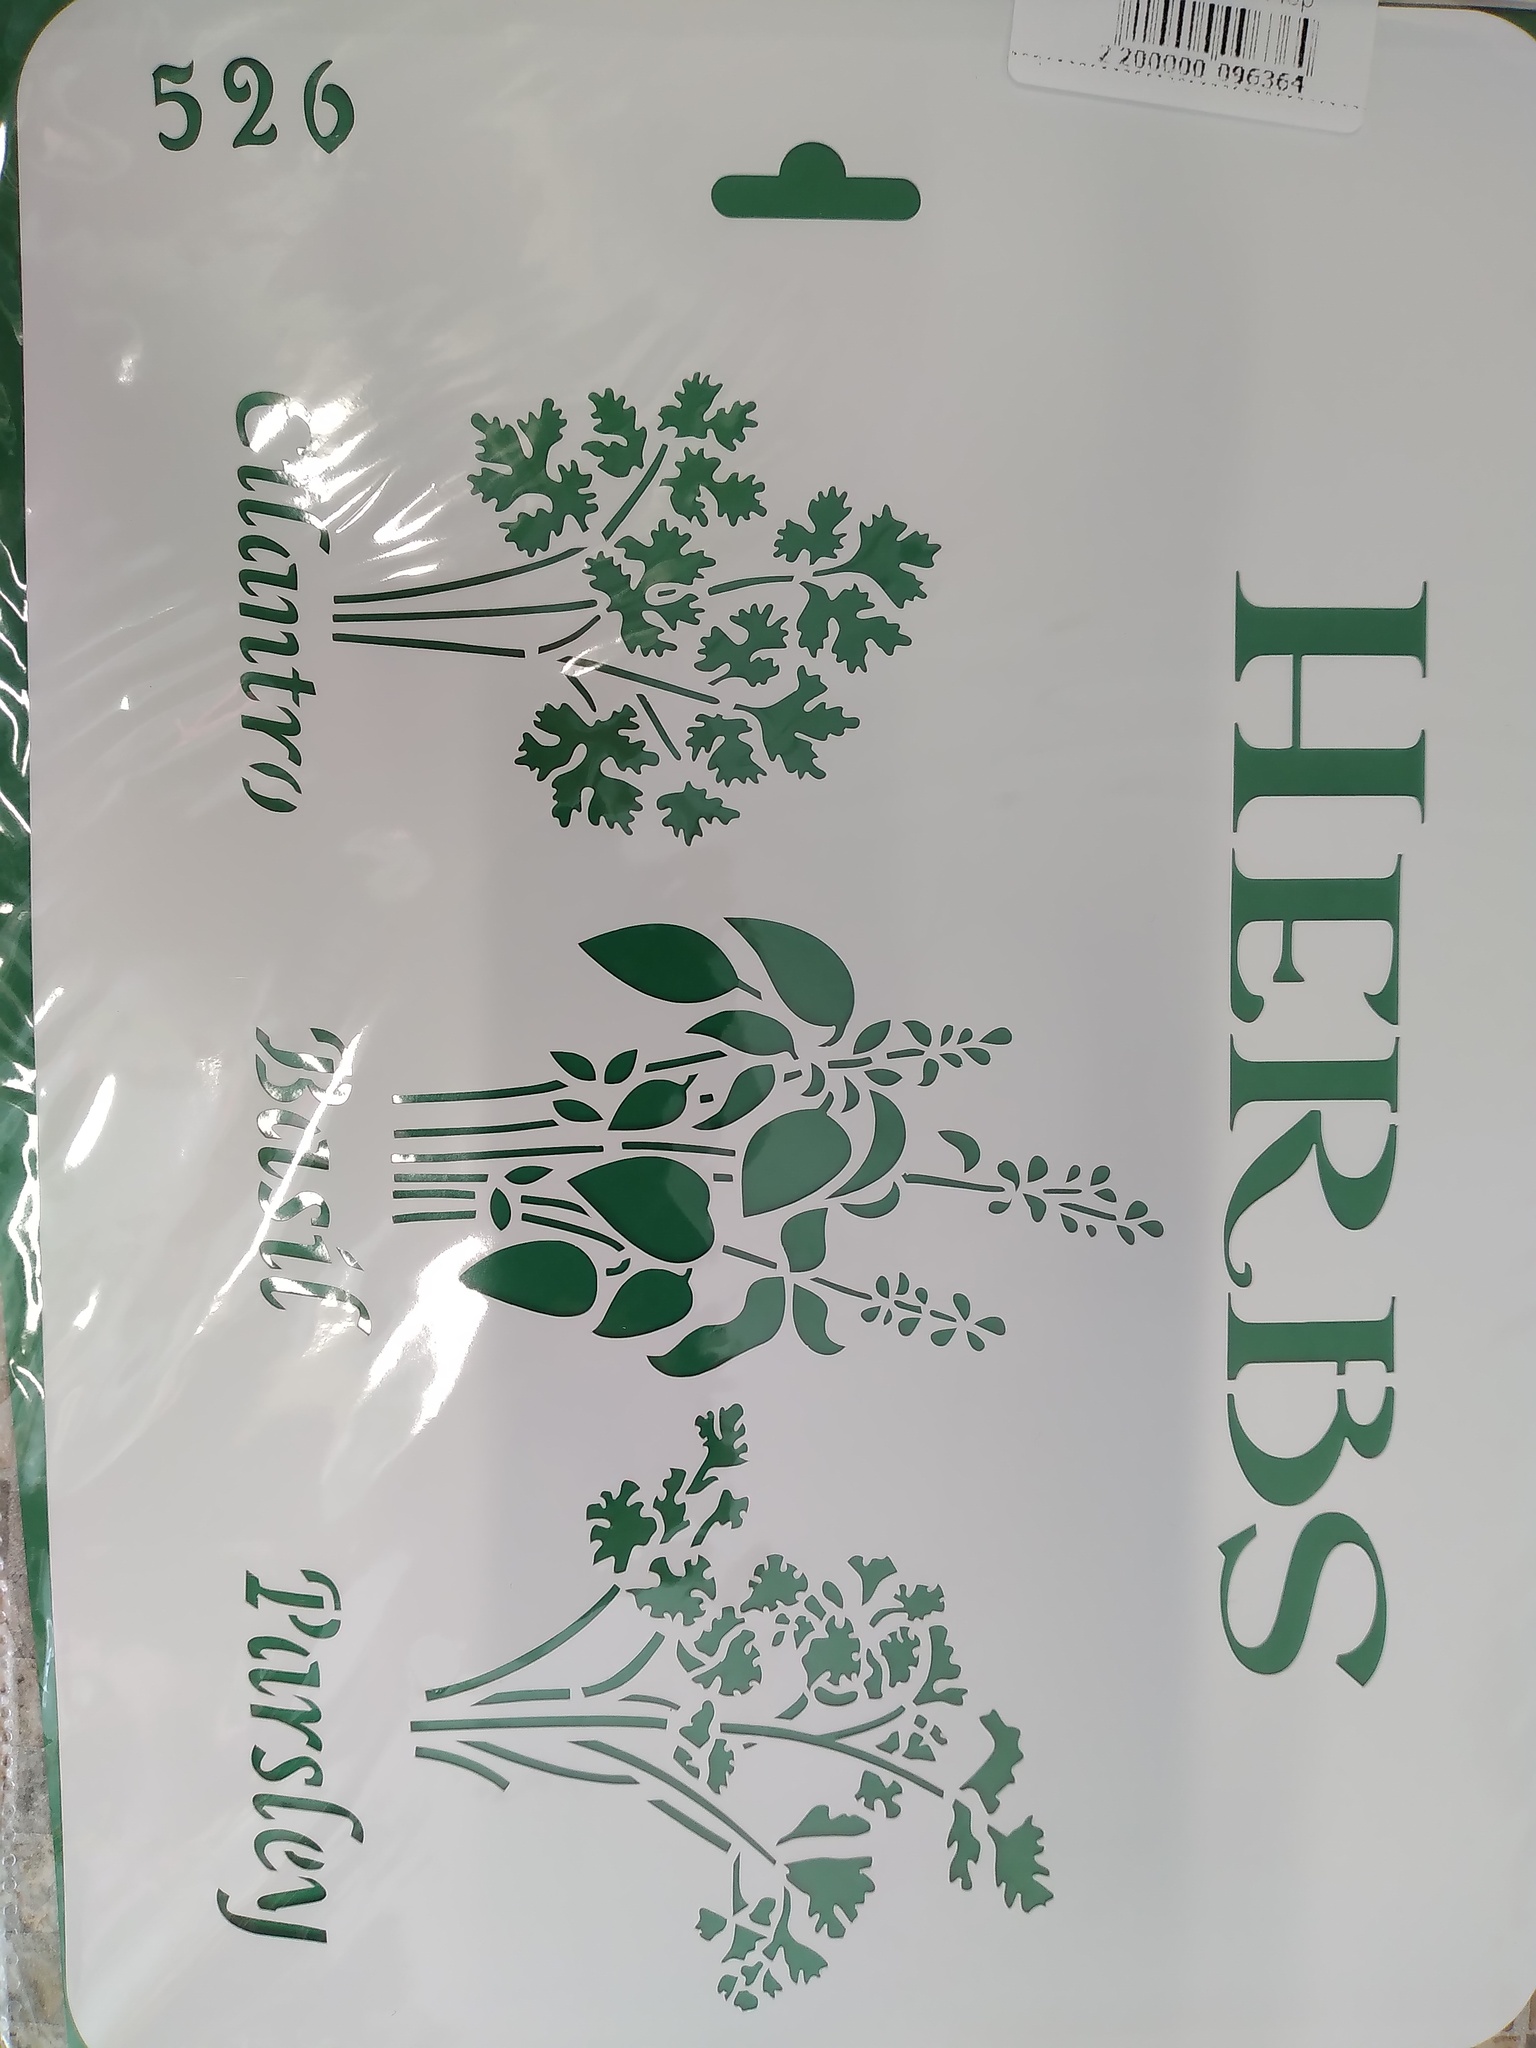 HERBS
Cilantro
Basil
Parsley
526
2 200000 096364